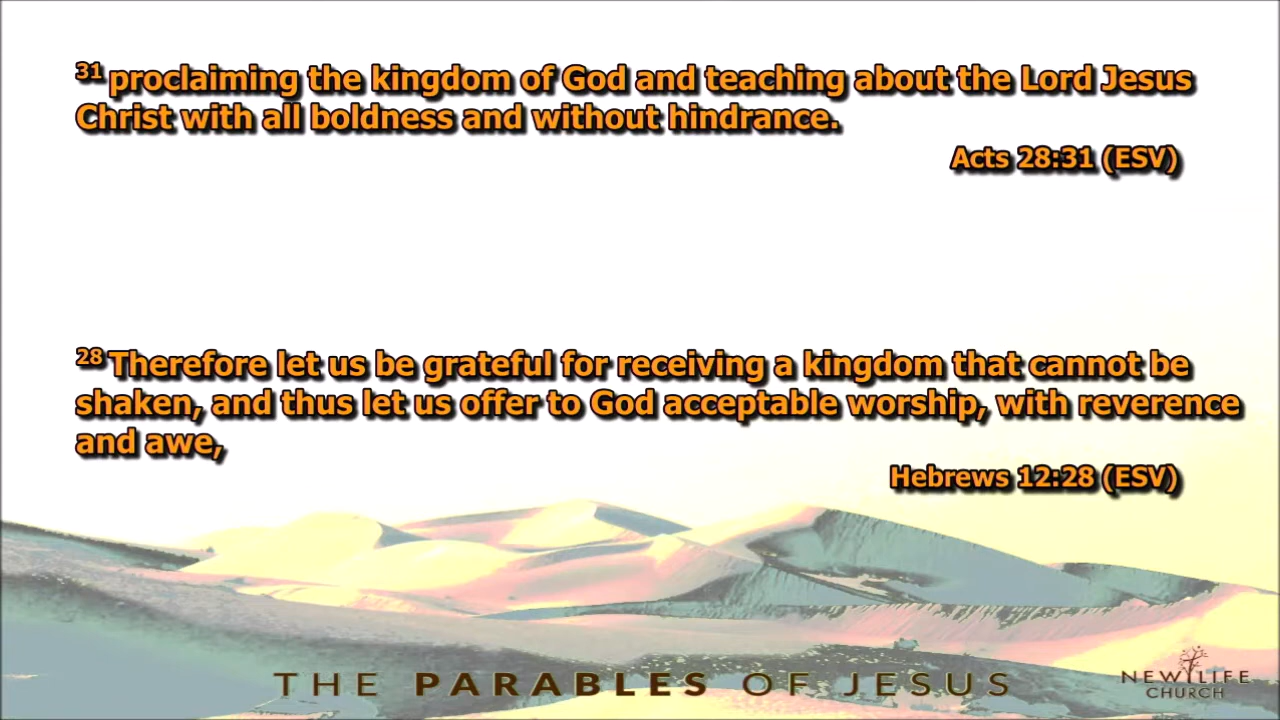 31 proclaiming the kingdom of God and teaching about the Lord Jesus
Christ with all boldness and without hindrance.
Acts 28:31 (ESV)
28 Therefore let us be grateful for receiving a kingdom that cannot be
shaken, and thus let us offer to God acceptable worship, with reverence
and awe,
Hebrews 12:28 (ESV)
THE PARABLES OF JESUS
NEW LIFE
CHURCH